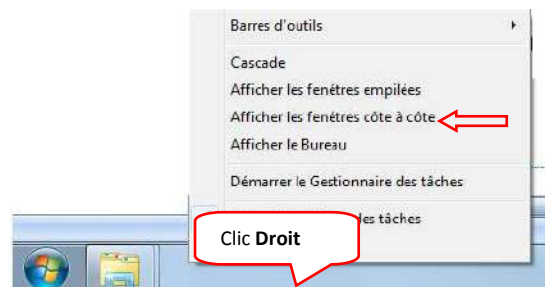 Barres d'outils
Cascade
Afficher les fenêtres empilées
Afficher les fenêtres côte à côte
Afficher le Bureau
Démarrer le Gestionnaire des tâches
des tâches
Clic Droit